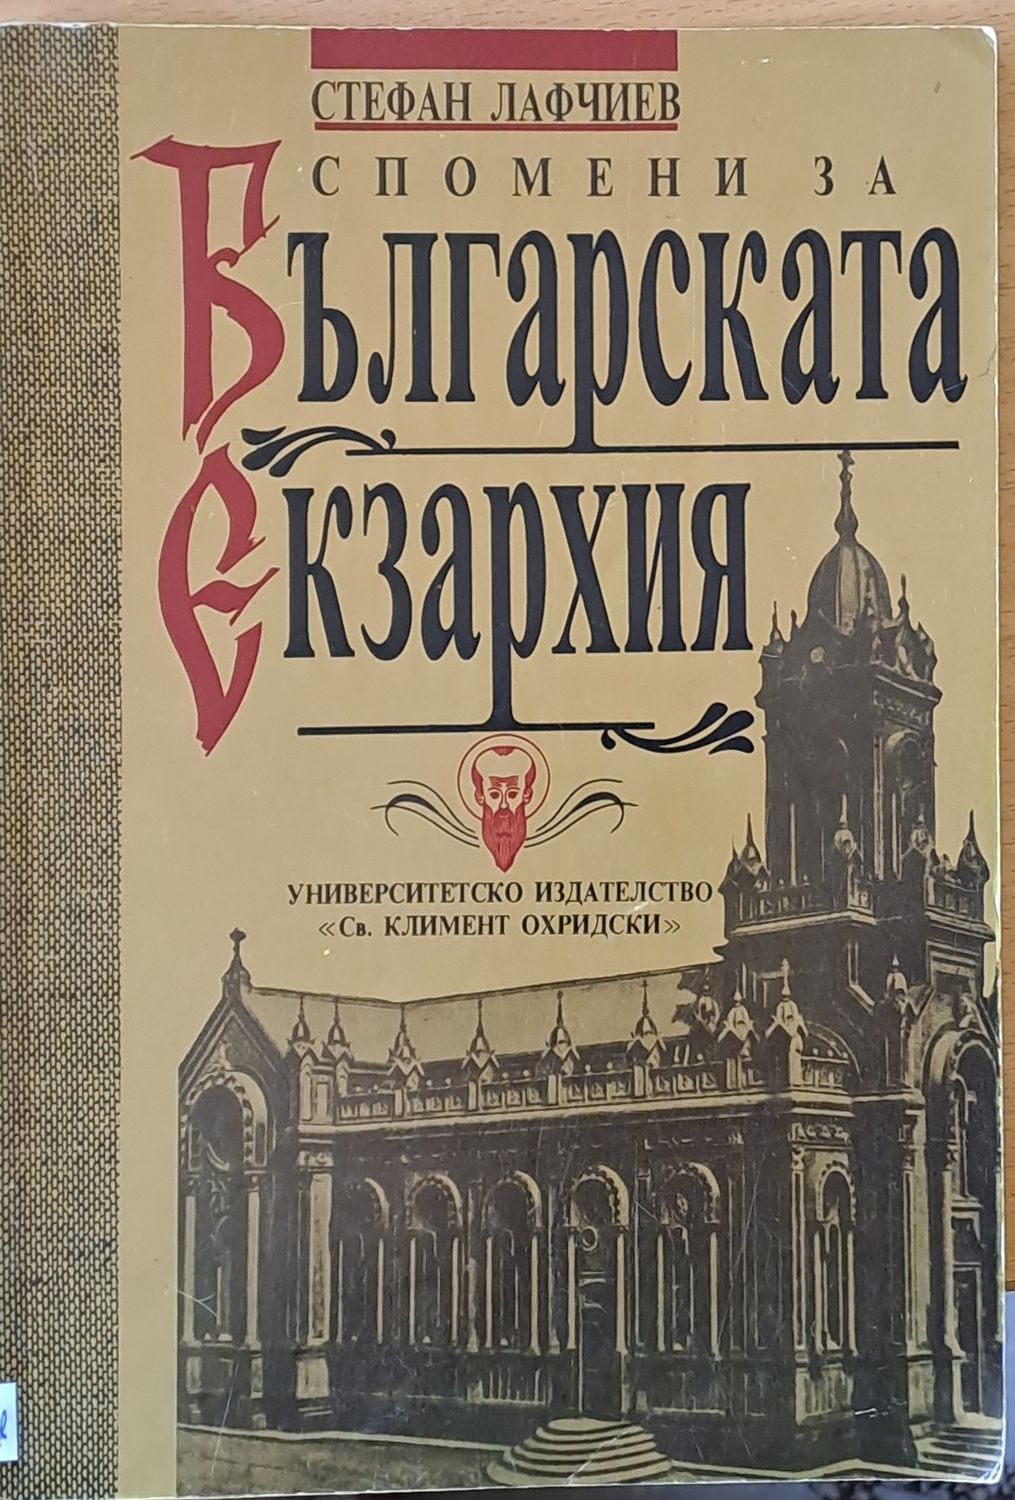 СТЕФАН ЛАФЧИЕВ
СПОМЕНИ ЗА
Българската
Екзархия
УНИВЕРСИТЕТСКО ИЗДАТЕЛСТВО
«Св. КЛИМЕНТ ОХРИДСКИ»